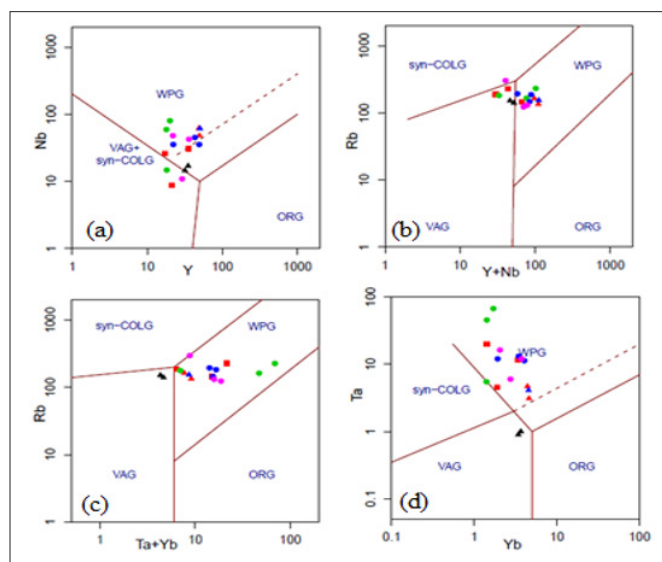 1000
100
10
1
Nb
WPG
VAG+
syn-COLG
ORG
(a)
1
10
100
1000
Y
1000
100
10
1
Rb
syn-COLG
WPG
VAG
ORG
(b)
1
10
100
1000
Y+Nb
1000
100
10
1
Rb
syn-COLG
WPG
VAG
ORG
(c)
1
10
100
Ta+Yb
100
10
1
0.1
Ta
WPG
syn-COLG
VAG
ORG
(d)
0.1
1
10
100
Yb